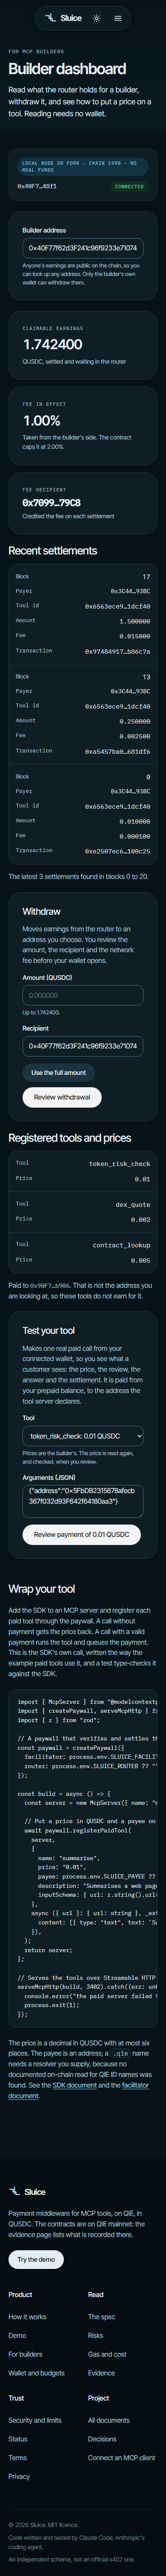 Sluice
FOR MCP BUILDERS
Builder dashboard
Read what the router holds for a builder,
withdraw it, and see how to put a price on a
tool. Reading needs no wallet.
LOCAL NODE OR FORK · CHAIN 1990 · NO
REAL FUNDS
0x40F7…48f1
CONNECTED
Builder address
0x40F77f62d3F241c96f9233e71074
Anyone's earnings are public on the chain, so you
can look up any address. Only the builder's own
wallet can withdraw them.
CLAIMABLE EARNINGS
1.742400
QUSDC, settled and waiting in the router
FEE IN EFFECT
1.00%
Taken from the builder's side. The contract
caps it at 2.00%.
FEE RECIPIENT
0x7099…79C8
Credited the fee on each settlement
Recent settlements
Block 17
Payer 0x3C44…93BC
Tool id 0x6563ece9…1dcf40
Amount 1.500000
Fee 0.015000
Transaction 0x97484917…b86c7a
Block 13
Payer 0x3C44…93BC
Tool id 0x6563ece9…1dcf40
Amount 0.250000
Fee 0.002500
Transaction 0xa5457ba0…681df6
Block 9
Payer 0x3C44…93BC
Tool id 0x6563ece9…1dcf40
Amount 0.010000
Fee 0.000100
Transaction 0xe2507ec6…100c25
The latest 3 settlements found in blocks 0 to 20.
Withdraw
Moves earnings from the router to an
address you choose. You review the
amount, the recipient and the network
fee before your wallet opens.
Amount (QUSDC)
0.000000
Up to 1.742400.
Recipient
0x40F77f62d3F241c96f9233e71074
Use the full amount
Review withdrawal
Registered tools and prices
Tool token_risk_check
Price 0.01
Tool dex_quote
Price 0.002
Tool contract_lookup
Price 0.005
Paid to 0x90F7…b906. That is not the address you
are looking at, so these tools do not earn for it.
Test your tool
Makes one real paid call from your
connected wallet, so you see what a
customer sees: the price, the review, the
answer and the settlement. It is paid from
your prepaid balance, to the address the
tool server declares.
Tool
token_risk_check: 0.01 QUSDC
Prices are the builder's. The price is read again,
and checked, when you review.
Arguments (JSON)
{"address":"0x5FbDB2315678afecb
367f032d93F642f64180aa3"}
Review payment of 0.01 QUSDC
Wrap your tool
Add the SDK to an MCP server and register each
paid tool through the paywall. A call without
payment gets the price back. A call with a valid
payment runs the tool and queues the payment.
This is the SDK's own call, written the way the
example paid tools use it, and a test type-checks it
against the SDK.
import { McpServer } from "@modelcontextp
import { createPaywall, serveMcpHttp } fr
import { z } from "zod";
// A paywall that verifies and settles th
const paywall = createPaywall({
facilitator: process.env.SLUICE_FACILIT
router: process.env.SLUICE_ROUTER ?? "
});
const build = async () => {
const server = new McpServer({ name: "m
// Put a price in QUSDC and a payee on
await paywall.registerPaidTool(
server,
{
name: "summarise",
price: "0.01",
payee: process.env.SLUICE_PAYEE ??
description: "Summarises a web page
inputSchema: { url: z.string().url(
},
async ({ url }: { url: string }, _ext
content: [{ type: "text", text: `Su
}),
);
return server;
};
// Serves the tools over Streamable HTTP
serveMcpHttp(build, 3402).catch((err: unk
console.error("the paid server failed t
process.exit(1);
});
The price is a decimal in QUSDC with at most six
places. The payee is an address; a .qie name
needs a resolver you supply, because no
documented on-chain read for QIE ID names was
found. See the SDK document and the facilitator
document.
Sluice
Payment middleware for MCP tools, on QIE, in
QUSDC. The contracts are on QIE mainnet: the
evidence page lists what is recorded there.
Try the demo
Product
How it works
Demo
For builders
Wallet and budgets
Read
The spec
Risks
Gas and cost
Evidence
Trust
Security and limits
Status
Terms
Privacy
Project
All documents
Decisions
Connect an MCP client
© 2026 Sluice. MIT licence.
Code written and tested by Claude Code, Anthropic's
coding agent.
An independent scheme, not an official x402 one.